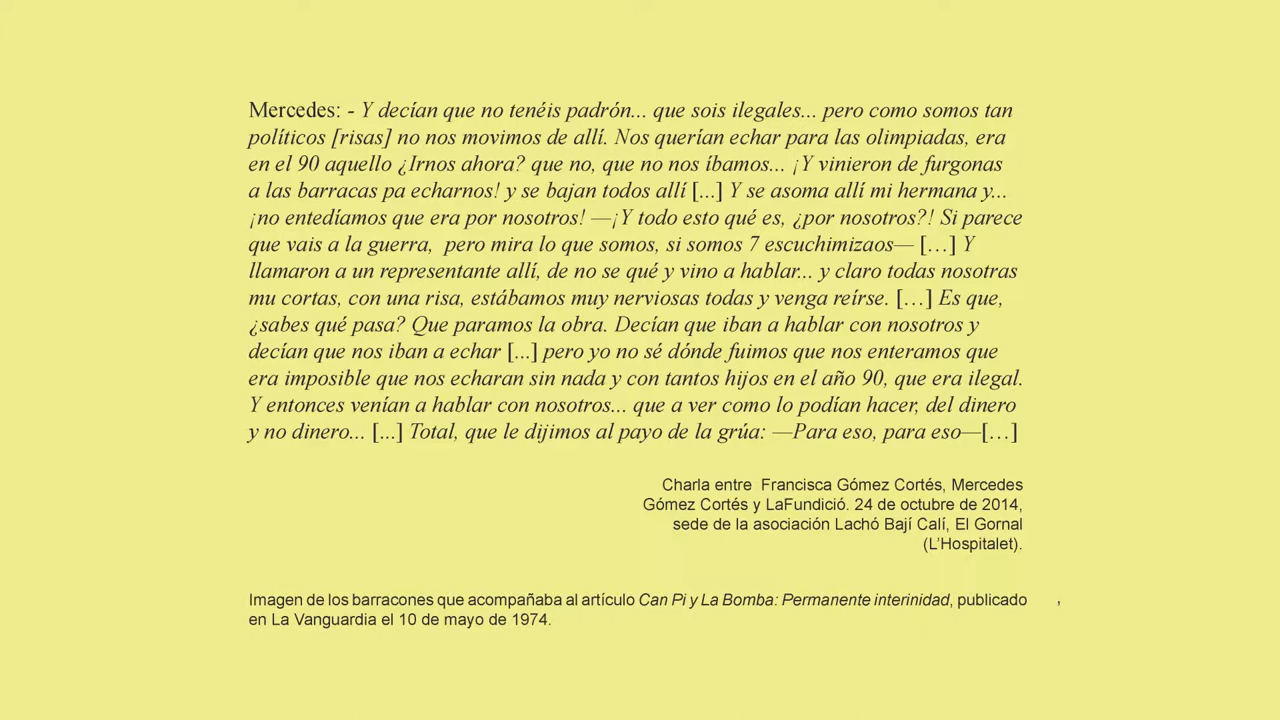 Mercedes: - Y decían que no tenéis padrón... que sois ilegales... pero como somos tan
políticos [risas] no nos movimos de allí. Nos querían echar para las olimpiadas, era
en el 90 aquello ¿Irnos ahora? que no, que no nos íbamos... ¡Y vinieron de furgonas
a las barracas pa echarnos! y se bajan todos allí [...] Y se asoma allí mi hermana y...
¡no entedíamos que era por nosotros! —¡Y todo esto qué es, ¿por nosotros?! Si parece
que vais a la guerra,  pero mira lo que somos, si somos 7 escuchimizaos— […] Y
llamaron a un representante allí, de no se qué y vino a hablar... y claro todas nosotras
mu cortas, con una risa, estábamos muy nerviosas todas y venga reírse. […] Es que,
¿sabes qué pasa? Que paramos la obra. Decían que iban a hablar con nosotros y
decían que nos iban a echar [...] pero yo no sé dónde fuimos que nos enteramos que
era imposible que nos echaran sin nada y con tantos hijos en el año 90, que era ilegal.
Y entonces venían a hablar con nosotros... que a ver como lo podían hacer, del dinero
y no dinero... [...] Total, que le dijimos al payo de la grúa: —Para eso, para eso—[…]
Charla entre  Francisca Gómez Cortés, Mercedes
Gómez Cortés y LaFundició. 24 de octubre de 2014,
sede de la asociación Lachó Bají Calí, El Gornal
(L’Hospitalet).
Imagen de los barracones que acompañaba al artículo Can Pi y La Bomba: Permanente interinidad, publicado ,
en La Vanguardia el 10 de mayo de 1974.